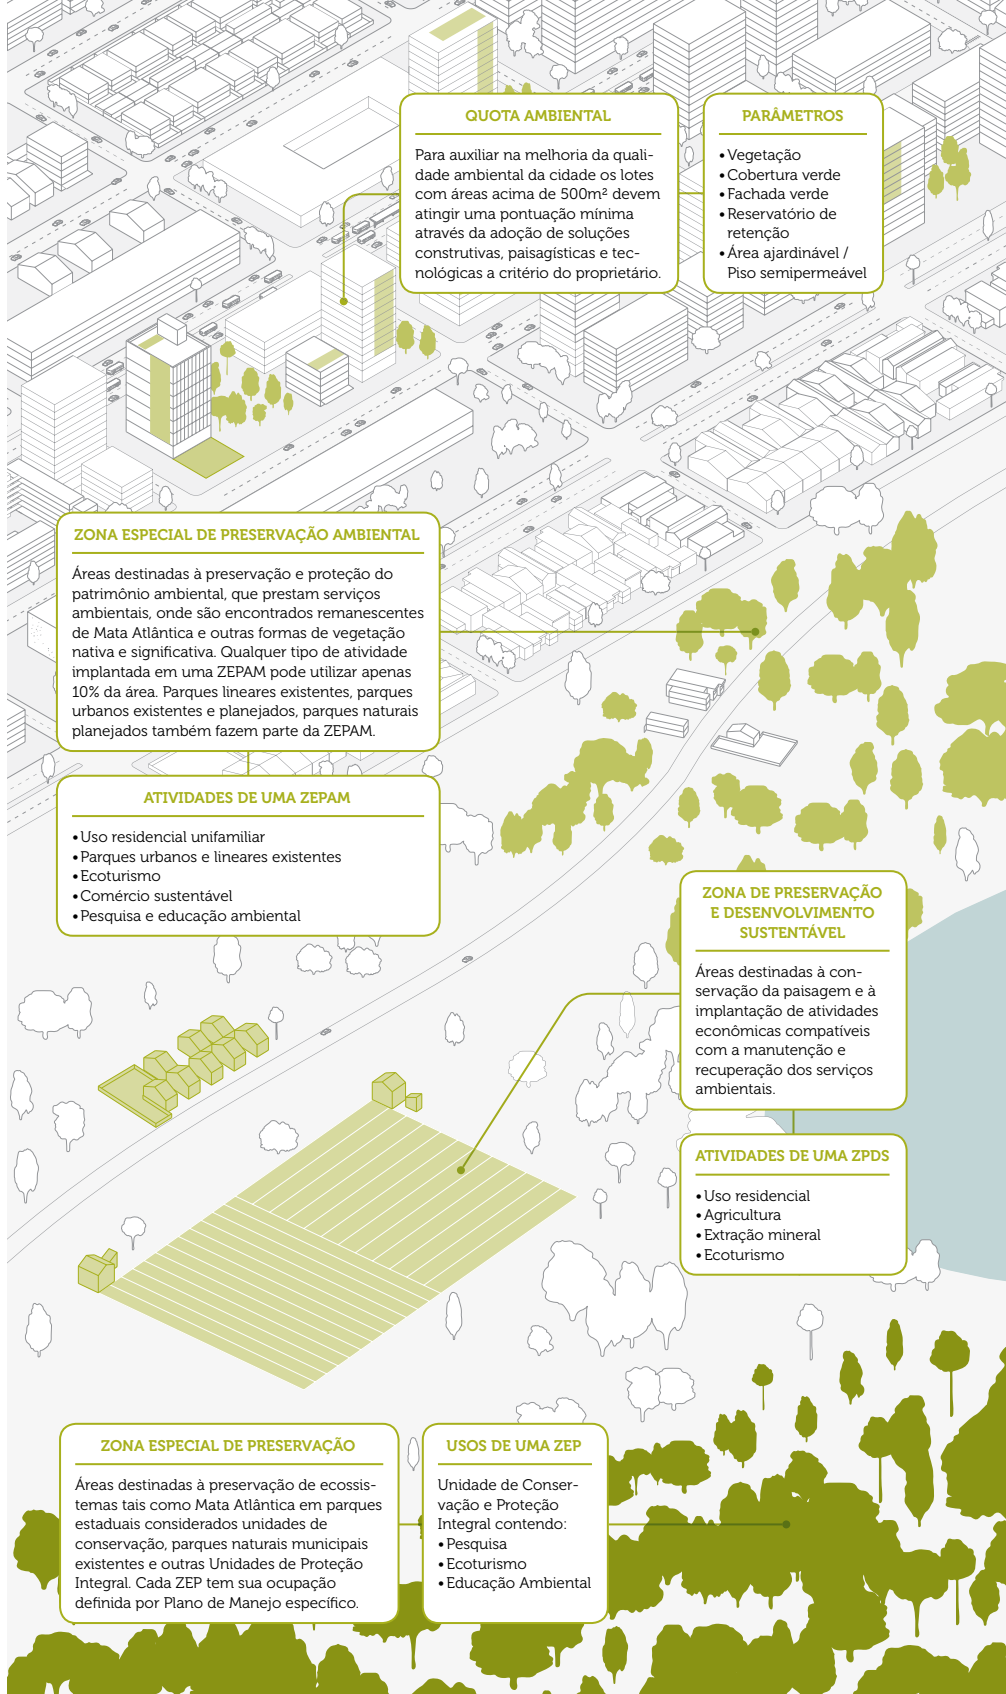 QUOTA AMBIENTAL
Para auxiliar na melhoria da quali-
dade ambiental da cidade os lotes
com áreas acima de 500m² devem
atingir uma pontuação mínima
através da adoção de soluções
construtivas, paisagísticas e tec-
nológicas a critério do proprietário.
PARÂMETROS
• Vegetação
• Cobertura verde
• Fachada verde
• Reservatório de
retenção
• Área ajardinável /
Piso semipermeável
ZONA ESPECIAL DE PRESERVAÇÃO AMBIENTAL
Áreas destinadas à preservação e proteção do
patrimônio ambiental, que prestam serviços
ambientais, onde são encontrados remanescentes
de Mata Atlântica e outras formas de vegetação
nativa e significativa. Qualquer tipo de atividade
implantada em uma ZEPAM pode utilizar apenas
10% da área. Parques lineares existentes, parques
urbanos existentes e planejados, parques naturais
planejados também fazem parte da ZEPAM.
ATIVIDADES DE UMA ZEPAM
• Uso residencial unifamiliar
• Parques urbanos e lineares existentes
• Ecoturismo
• Comércio sustentável
• Pesquisa e educação ambiental
ZONA DE PRESERVAÇÃO
E DESENVOLVIMENTO
SUSTENTÁVEL
Áreas destinadas à con-
servação da paisagem e à
implantação de atividades
econômicas compatíveis
com a manutenção e
recuperação dos serviços
ambientais.
ATIVIDADES DE UMA ZPDS
• Uso residencial
• Agricultura
• Extração mineral
• Ecoturismo
ZONA ESPECIAL DE PRESERVAÇÃO
Áreas destinadas à preservação de ecossis-
temas tais como Mata Atlântica em parques
estaduais considerados unidades de
conservação, parques naturais municipais
existentes e outras Unidades de Proteção
Integral. Cada ZEP tem sua ocupação
definida por Plano de Manejo específico.
USOS DE UMA ZEP
Unidade de Conser-
vação e Proteção
Integral contendo:
• Pesquisa
• Ecoturismo
• Educação Ambiental